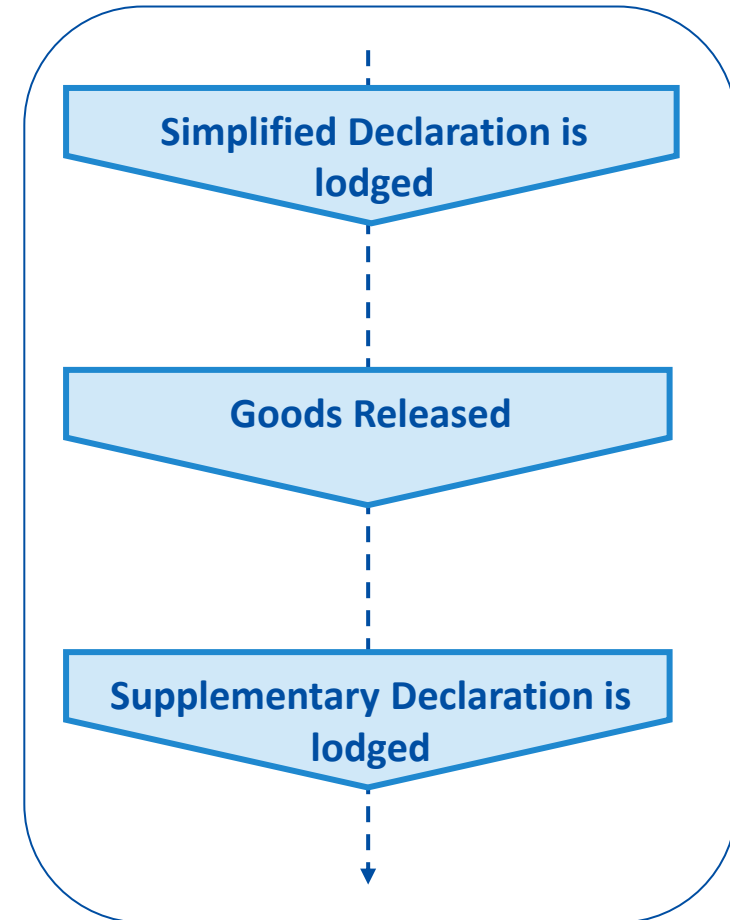 Simplified Declaration is
lodged
Goods Released
Supplementary Declaration is
lodged